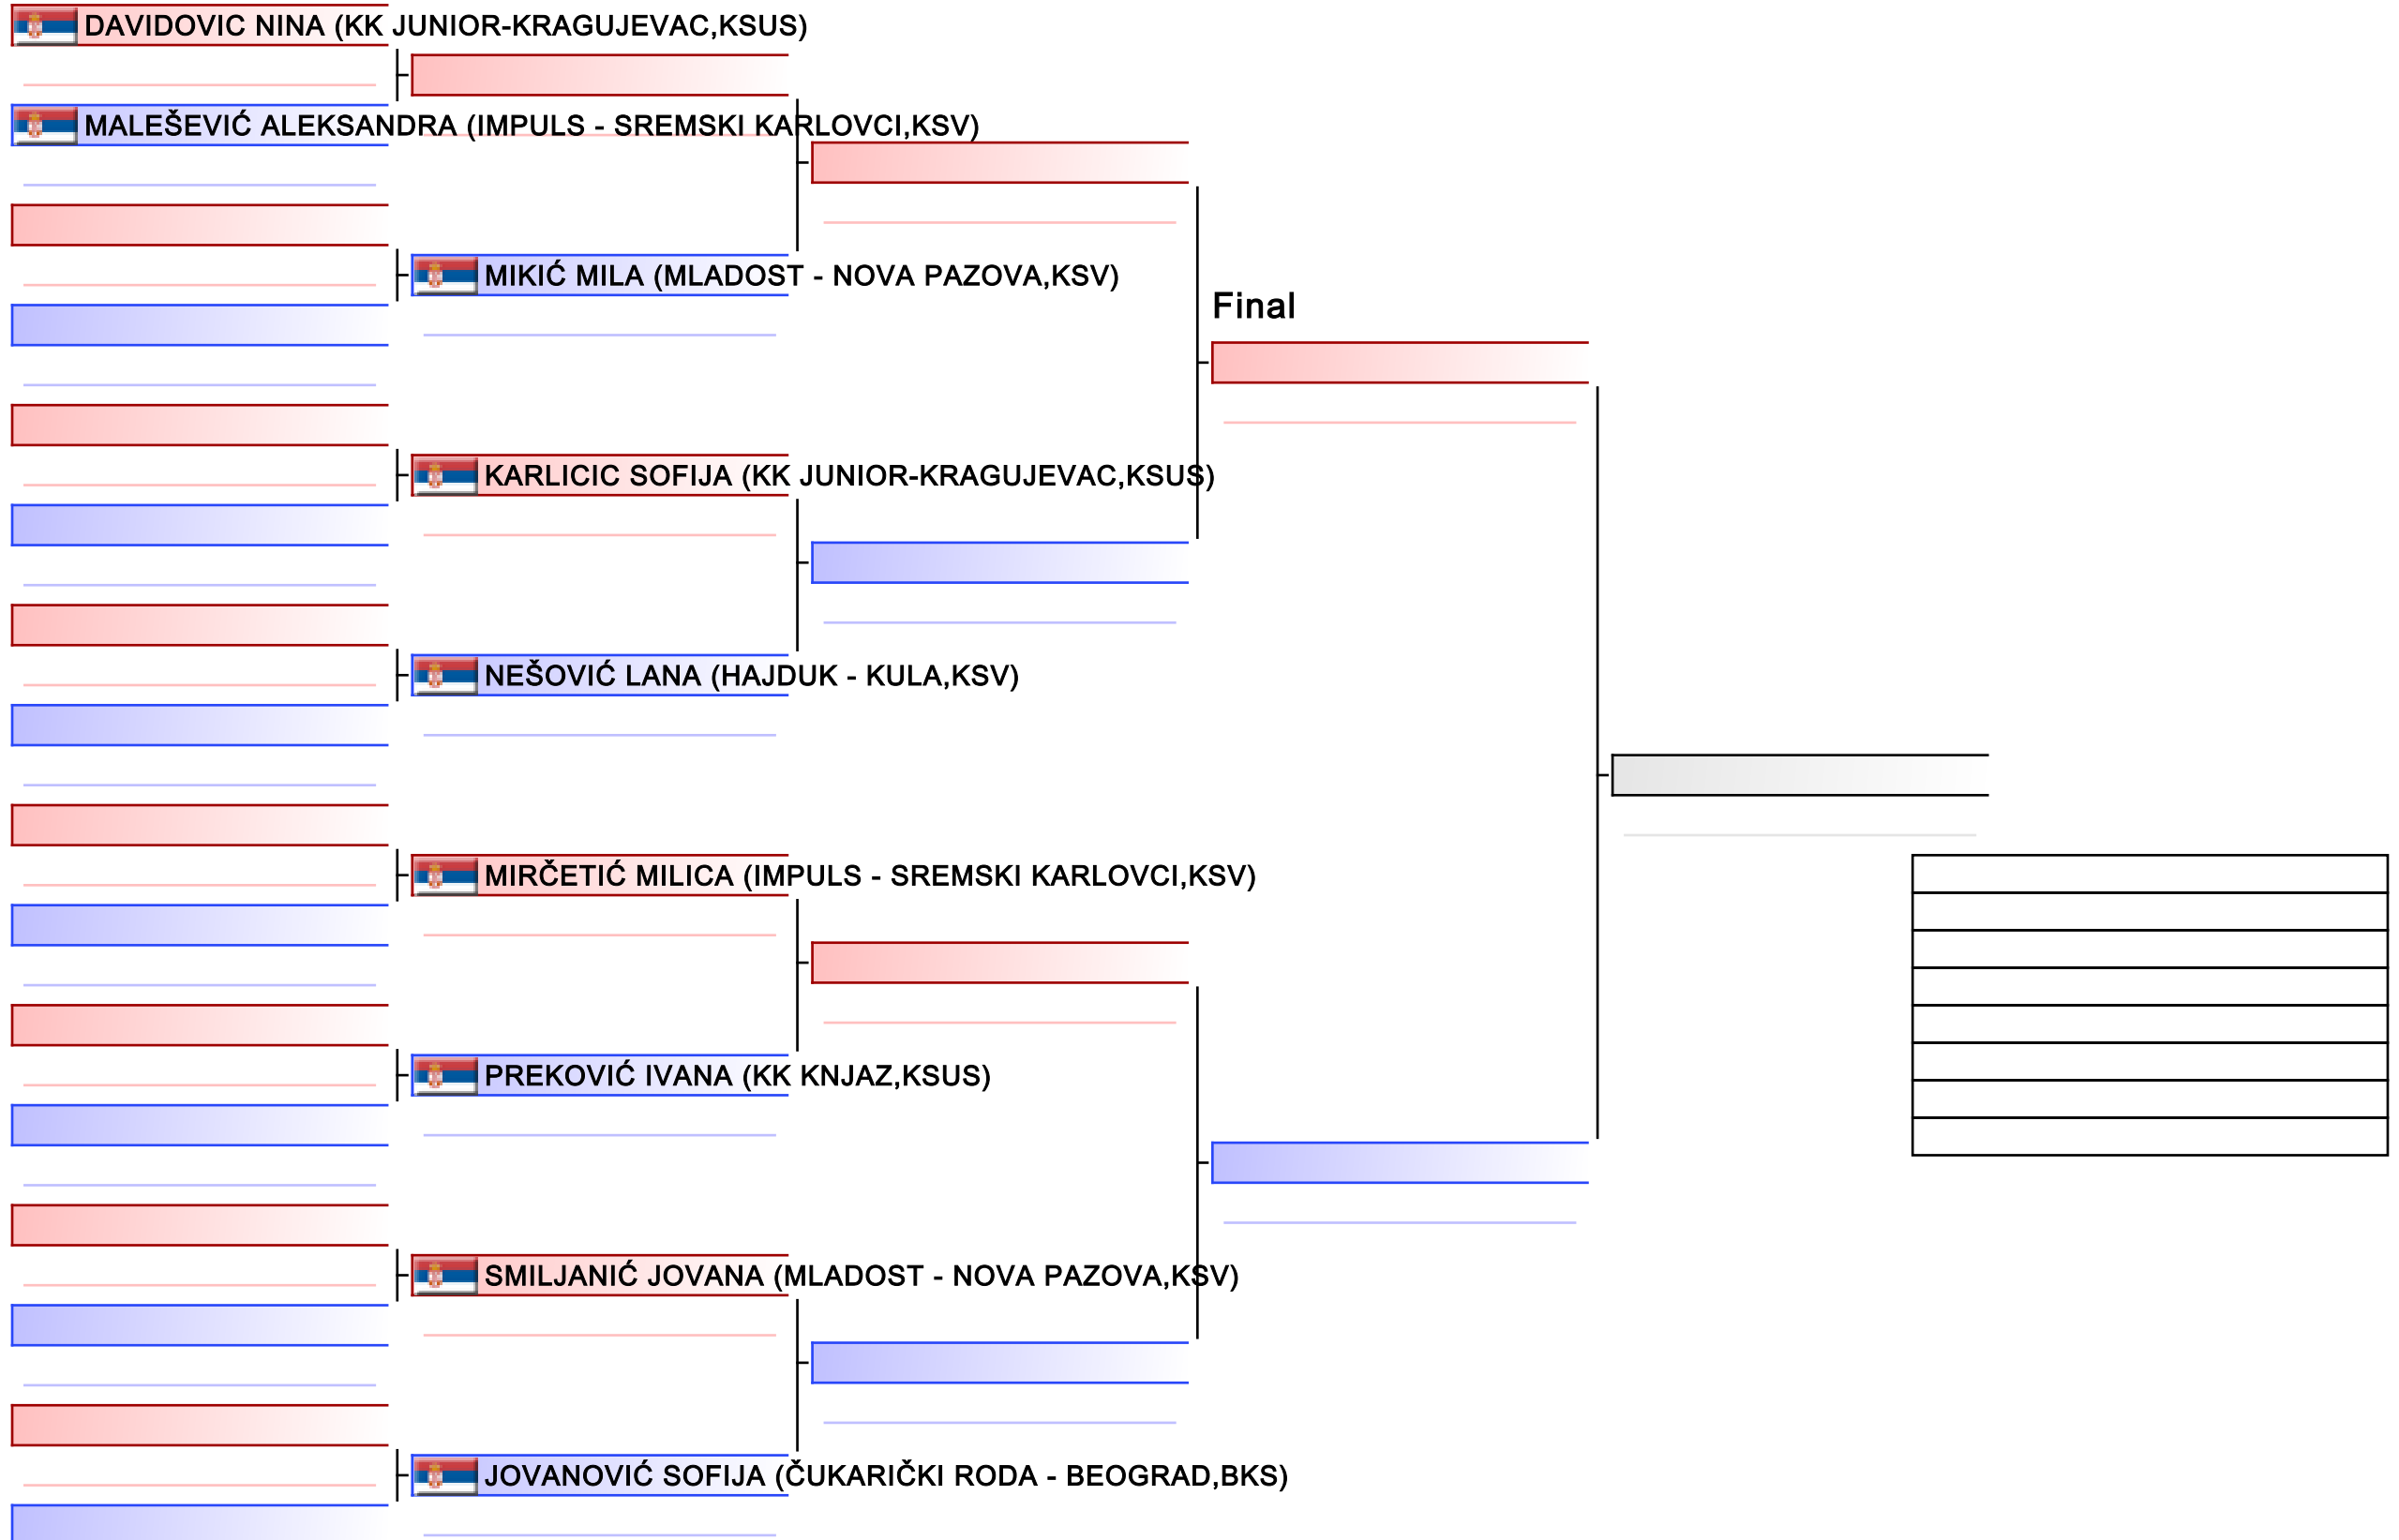 DAVIDOVIC NINA (KK JUNIOR-KRAGUJEVAC,KSUS)
MALEŠEVIĆ ALEKSANDRA (IMPULS - SREMSKI KARLOVCI,KSV)
MIKIĆ MILA (MLADOST - NOVA PAZOVA,KSV)
Final
KARLICIC SOFIJA (KK JUNIOR-KRAGUJEVAC,KSUS)
NEŠOVIĆ LANA (HAJDUK - KULA,KSV)
MIRČETIĆ MILICA (IMPULS - SREMSKI KARLOVCI,KSV)
PREKOVIĆ IVANA (KK KNJAZ,KSUS)
SMILJANIĆ JOVANA (MLADOST - NOVA PAZOVA,KSV)
JOVANOVIĆ SOFIJA (ČUKARIČKI RODA - BEOGRAD,BKS)